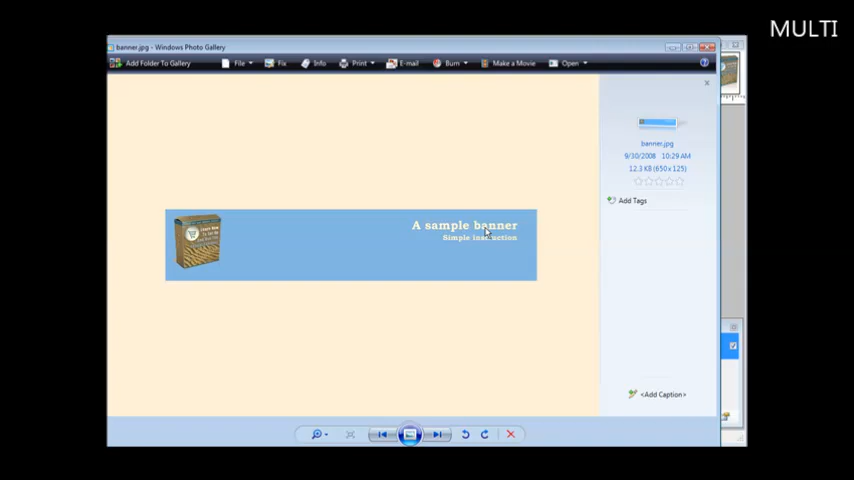 MULTI
banner.jpg - Windows Photo Gallery
Add Folder To Gallery File Fix Info Print E-mail Burn Make a Movie Open
banner.jpg
9/30/2008 10:29 AM
12.3 KB (650x125)
Add Tags
A sample banner
Simple instruction
<Add Caption>